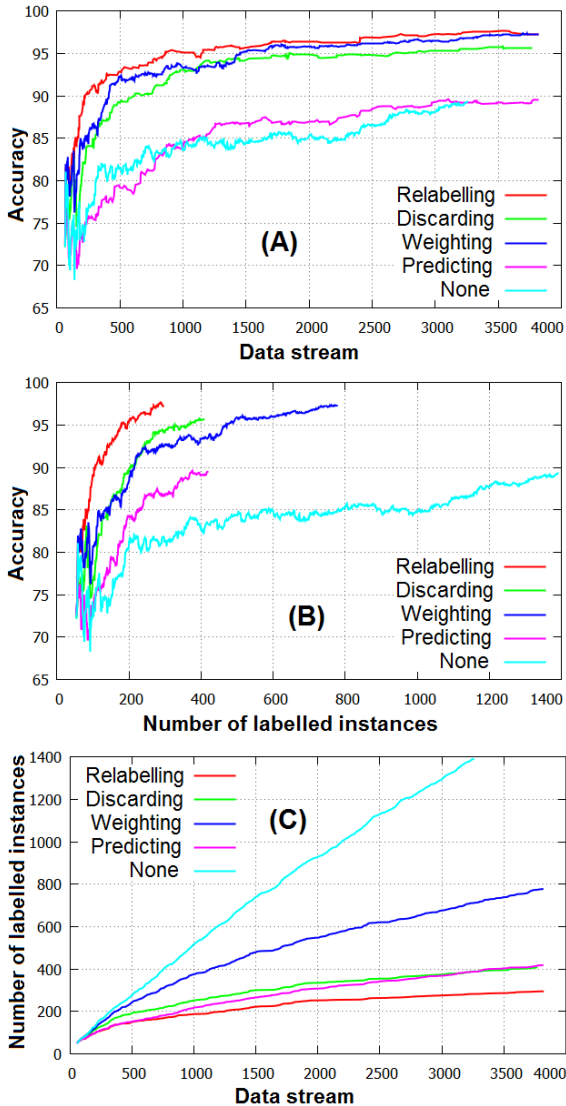 100
95
90
85
80
75
70
65
Accuracy
Relabelling
Discarding
Weighting
Predicting
None
(A)
0 500 1000 1500 2000 2500 3000 3500 4000
Data stream
100
95
90
85
80
75
70
65
Accuracy
Relabelling
Discarding
Weighting
Predicting
None
(B)
0 200 400 600 800 1000 1200 1400
Number of labelled instances
1400
1200
1000
800
600
400
200
0
Number of labelled instances
Relabelling
Discarding
Weighting
Predicting
None
(C)
0 500 1000 1500 2000 2500 3000 3500 4000
Data stream